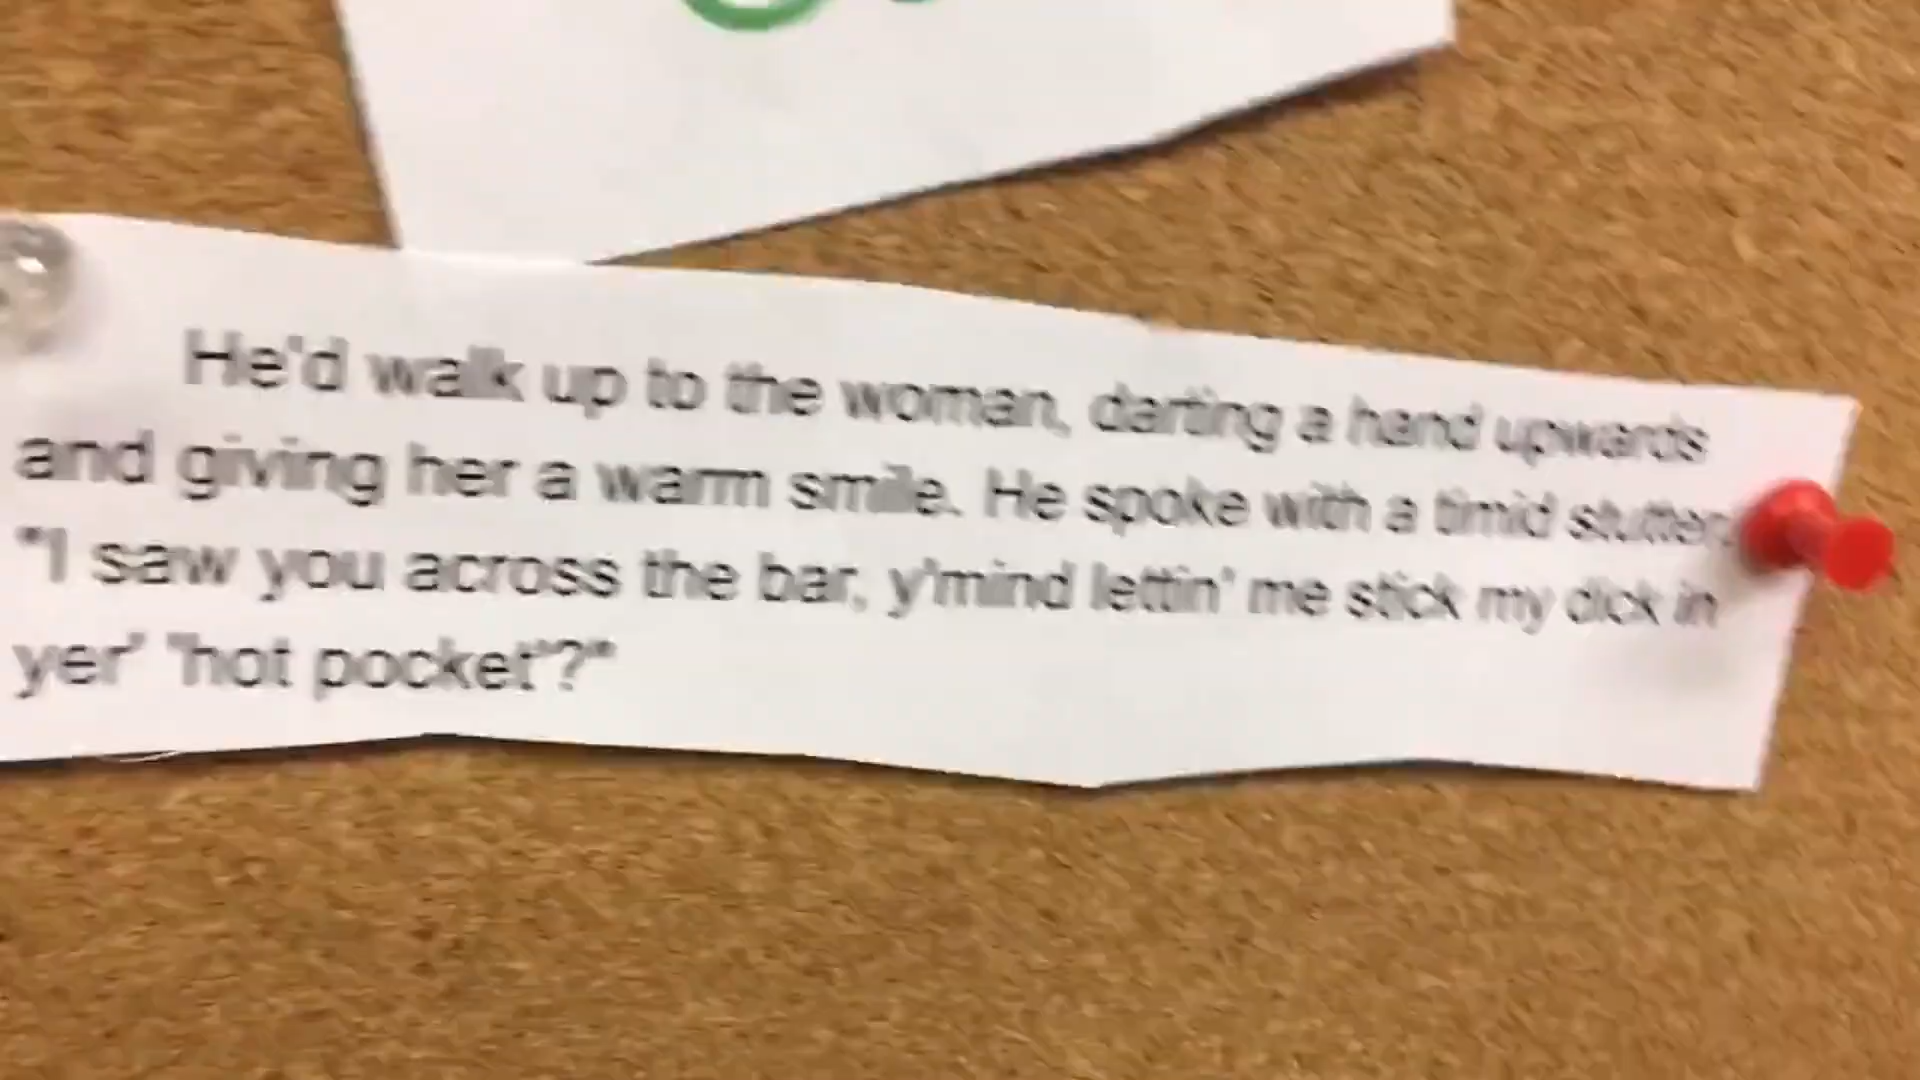 He'd walk up to the woman, darting a hand upwards
and giving her a warm smile. He spoke with a timid stutter,
"I saw you across the bar, y'mind lettin' me stick my dick in
yer' 'hot pocket'?"